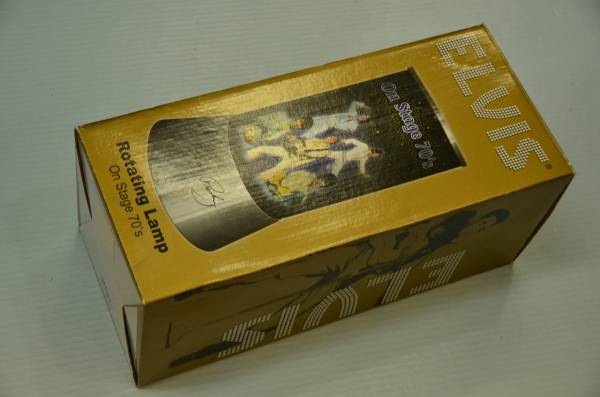 ELVIS®
On Stage 70's
Rotating Lamp
On Stage 70's
ELVIS